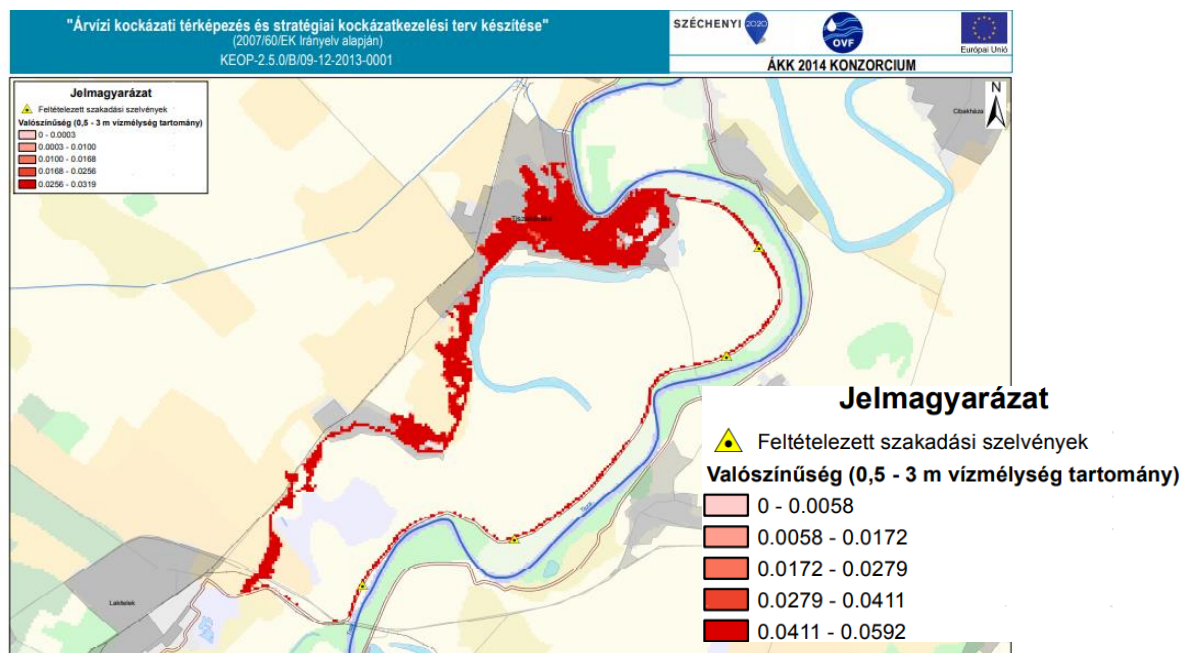 "Árvízi kockázati térképezés és stratégiai kockázatkezelési terv készítése"
(2007/60/EK Irányelv alapján)
KEOP-2.5.0/B/09-12-2013-0001
SZÉCHENYI 2020
OVF
Európai Unió
ÁKK 2014 KONZORCIUM
Jelmagyarázat
Feltételezett szakadási szelvények
Valószínűség (0,5 - 3 m vízmélység tartomány)
0 - 0.0003
0.0003 - 0.0100
0.0100 - 0.0168
0.0168 - 0.0256
0.0256 - 0.0319
N
Cibakháza
Lakitelek
Jelmagyarázat
Feltételezett szakadási szelvények
Valószínűség (0,5 - 3 m vízmélység tartomány)
0 - 0.0058
0.0058 - 0.0172
0.0172 - 0.0279
0.0279 - 0.0411
0.0411 - 0.0592